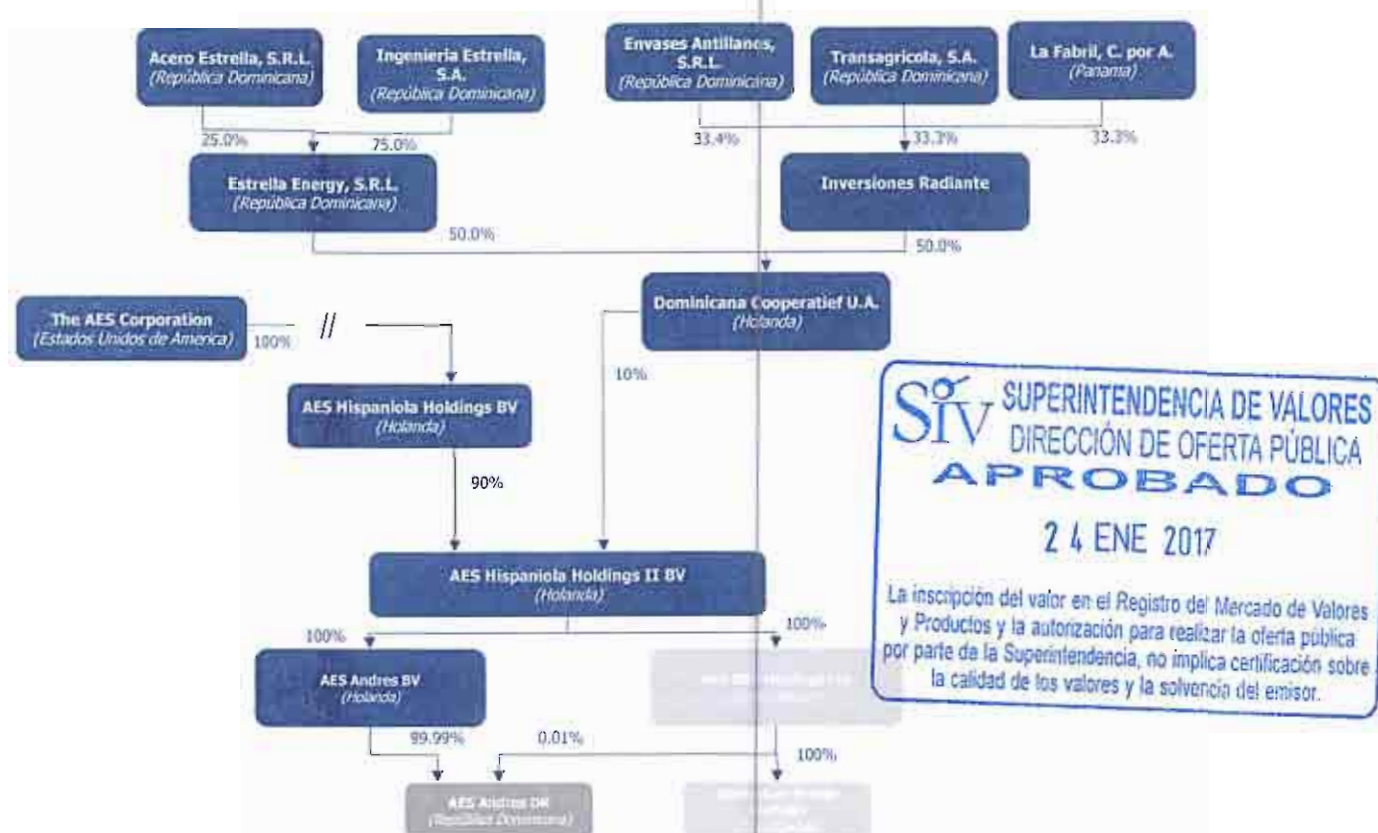 Acero Estrella, S.R.L.
(República Dominicana)
Ingenieria Estrella,
S.A.
(República Dominicana)
Envases Antillanos,
S.R.L.
(República Dominicana)
Transagricola, S.A.
(República Dominicana)
La Fabril, C. por A.
(Panama)
25.0%
75.0%
33.4%
33.3%
33.3%
Estrella Energy, S.R.L.
(República Dominicana)
Inversiones Radiante
50.0%
50.0%
The AES Corporation
(Estados Unidos de America)
100%
//
Dominicana Cooperatief U.A.
(Holanda)
10%
AES Hispaniola Holdings BV
(Holanda)
90%
AES Hispaniola Holdings II BV
(Holanda)
100%
100%
AES Andres BV
(Holanda)
99.99%
0.01%
100%
AES Andres DR
(República Dominicana)
SIV SUPERINTENDENCIA DE VALORES
DIRECCIÓN DE OFERTA PÚBLICA
APROBADO
24 ENE 2017
La inscripción del valor en el Registro del Mercado de Valores
y Productos y la autorización para realizar la oferta pública
por parte de la Superintendencia, no implica certificación sobre
la calidad de los valores y la solvencia del emisor.